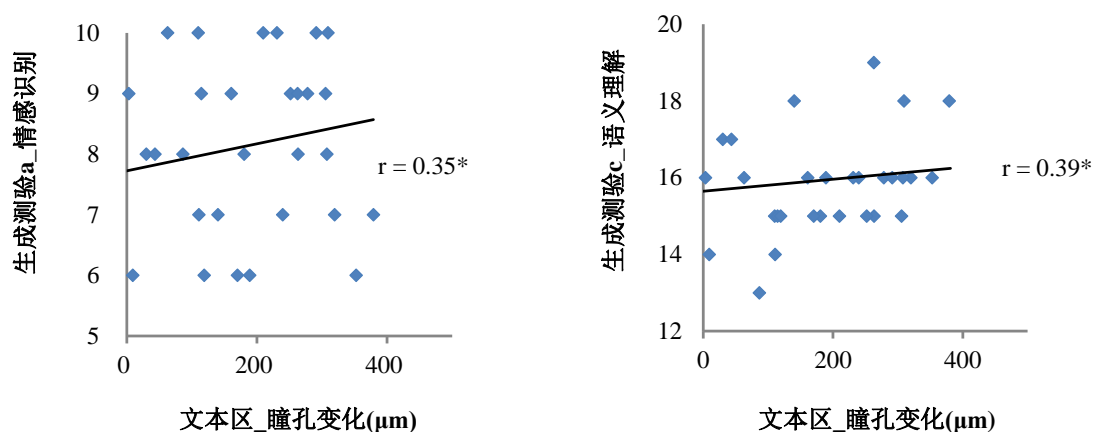 生成测验a_情感识别
10
9
8
7
6
5
0
200
400
r = 0.35*
文本区_瞳孔变化(μm)
生成测验c_语义理解
20
18
16
14
12
0
200
400
r = 0.39*
文本区_瞳孔变化(μm)